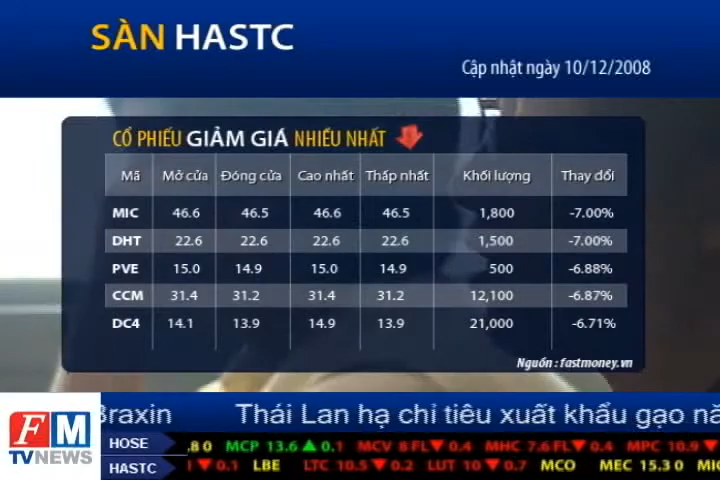 SÀN HASTC
Cập nhật ngày 10/12/2008
CỔ PHIẾU GIẢM GIÁ NHIỀU NHẤT
Mã Mở cửa Đóng cửa Cao nhất Thấp nhất Khối lượng Thay đổi
MIC 46.6 46.5 46.6 46.5 1,800 -7.00%
DHT 22.6 22.6 22.6 22.6 1,500 -7.00%
PVE 15.0 14.9 15.0 14.9 500 -6.88%
CCM 31.4 31.2 31.4 31.2 12,100 -6.87%
DC4 14.1 13.9 14.9 13.9 21,000 -6.71%
Nguồn : fastmoney.vn
Braxin Thái Lan hạ chỉ tiêu xuất khẩu gạo nă
FM
TVNEWS
HOSE .8 0 MCP 13.6 ▲ 0.1 MCV 8 FL ▼ 0.4 MHC 7.6 FL ▼ 0.4 MPC 10.9 ▼
HASTC 1 ▼ 0.1 LBE LTC 10.5 ▼ 0.2 LUT 10 ▼ 0.7 MCO MEC 15.3 0 MIC